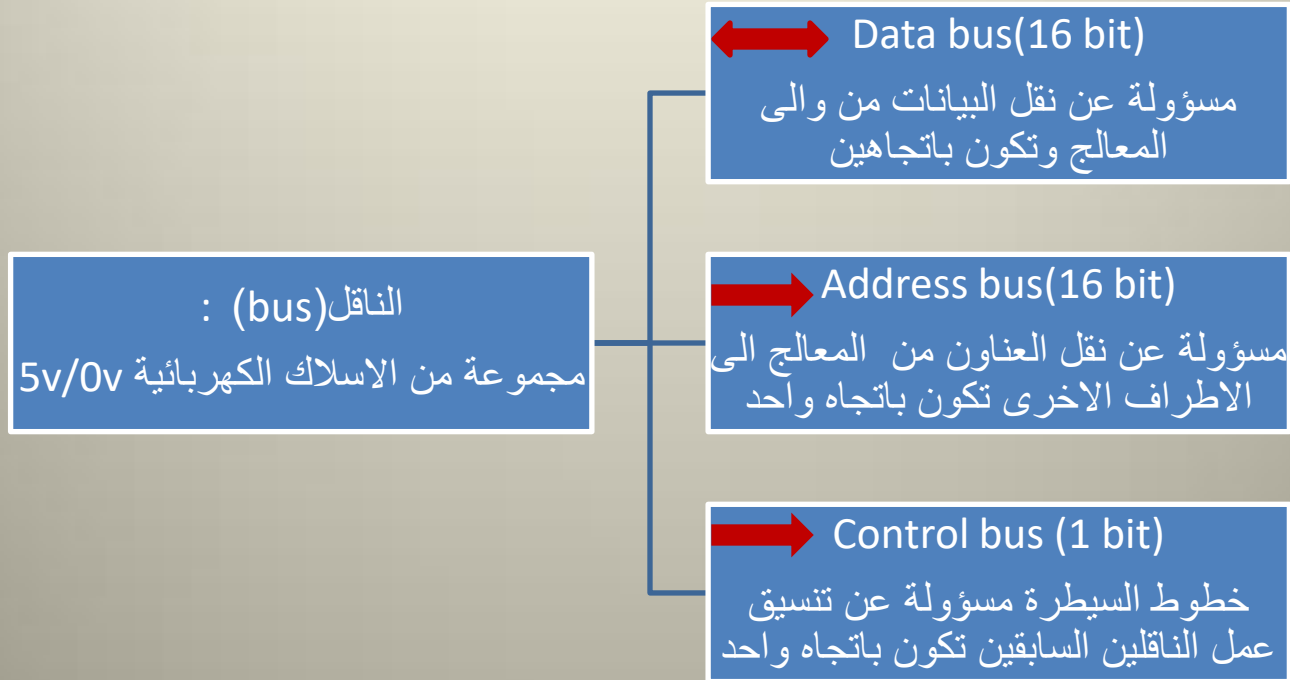 الناقل(bus) :
مجموعة من الاسلاك الكهربائية 5v/0v
Data bus(16 bit)
مسؤولة عن نقل البيانات من والى
المعالج وتكون باتجاهين
Address bus(16 bit)
مسؤولة عن نقل العناون من المعالج الى
الاطراف الاخرى تكون باتجاه واحد
Control bus (1 bit)
خطوط السيطرة مسؤولة عن تنسيق
عمل الناقلين السابقين تكون باتجاه واحد